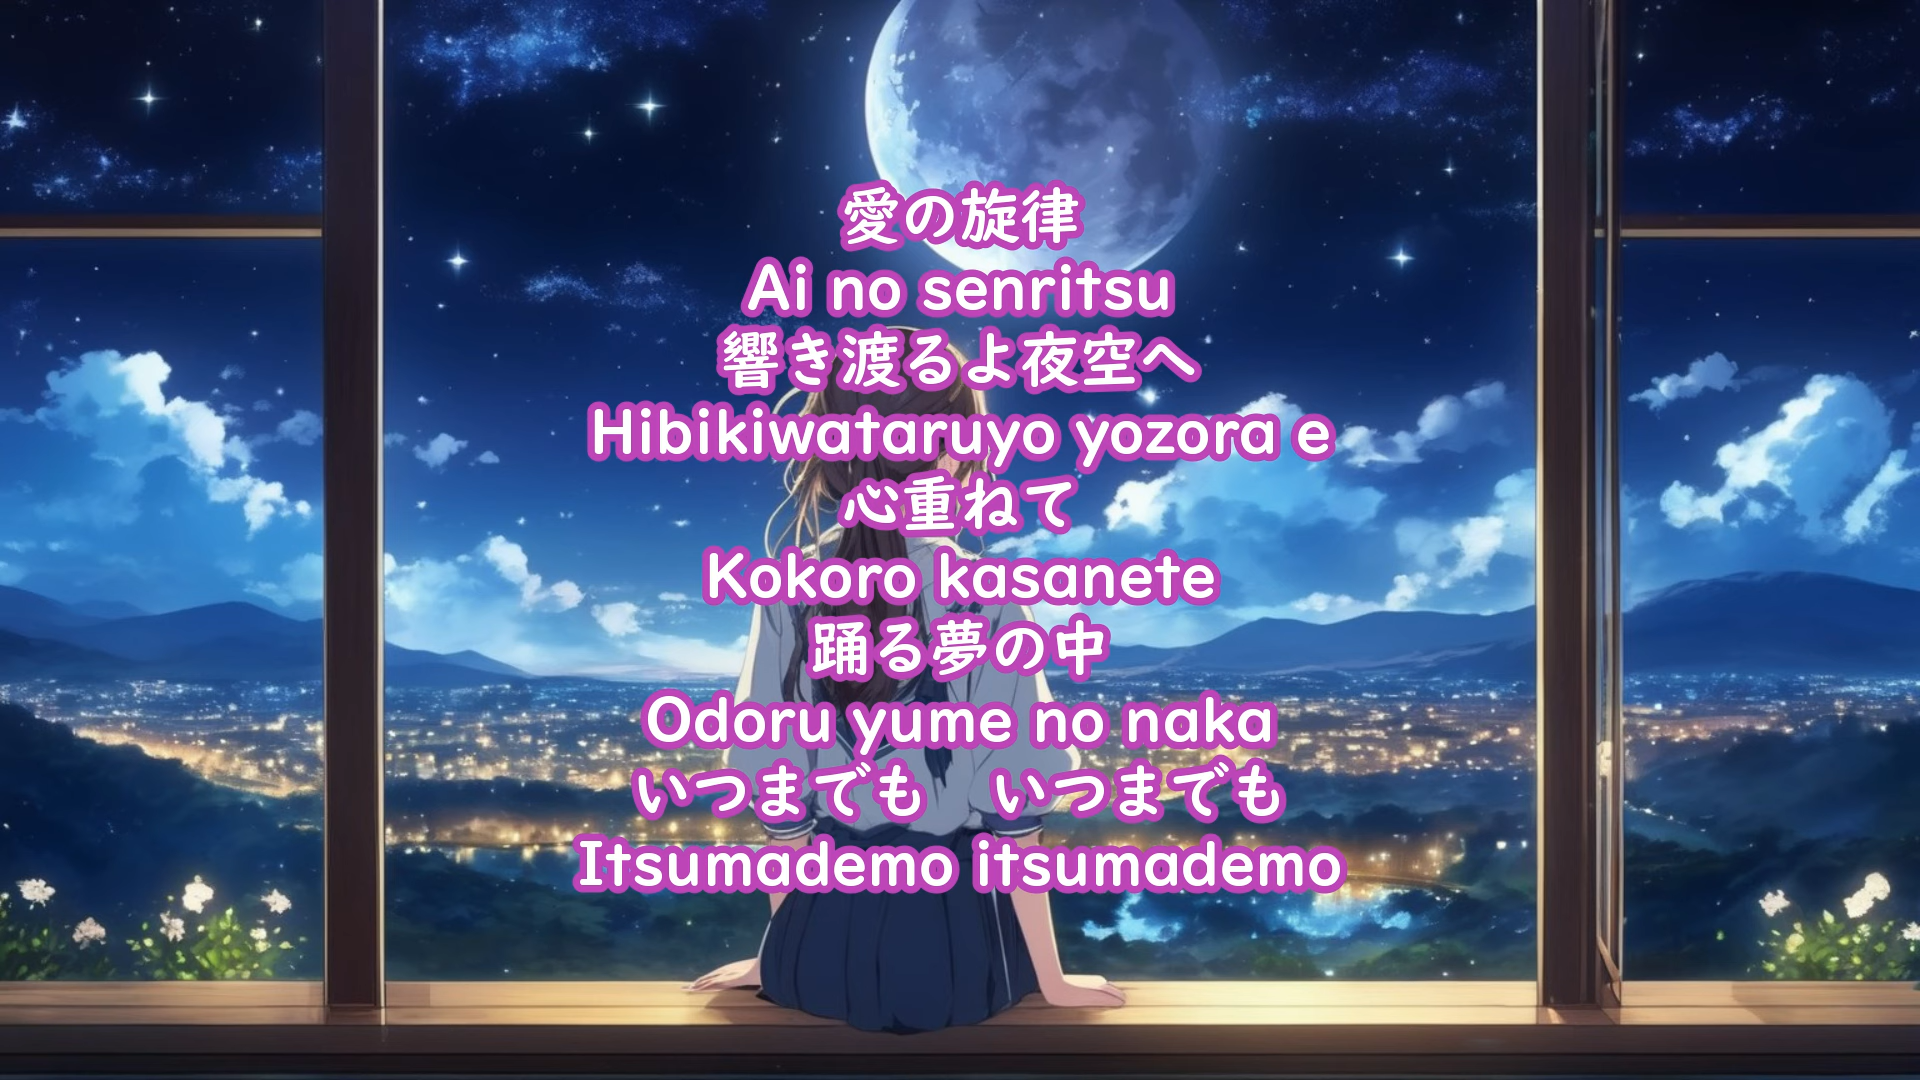 愛の旋律
Ai no senritsu
響き渡るよ夜空へ
Hibikiwataruyo yozora e
心重ねて
Kokoro kasanete
踊る夢の中
Odoru yume no naka
いつまでも　いつまでも
Itsumademo itsumademo